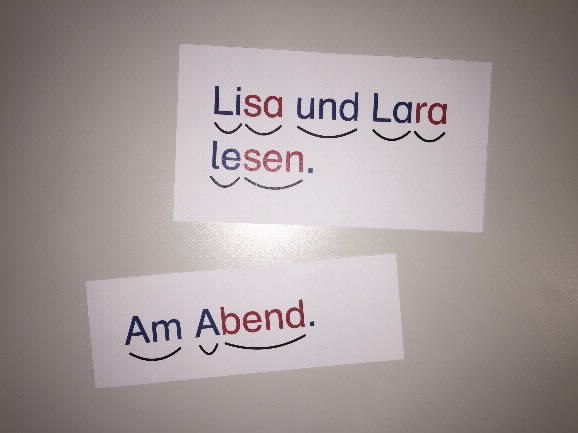 Lisa und Lara
lesen.
Am Abend.